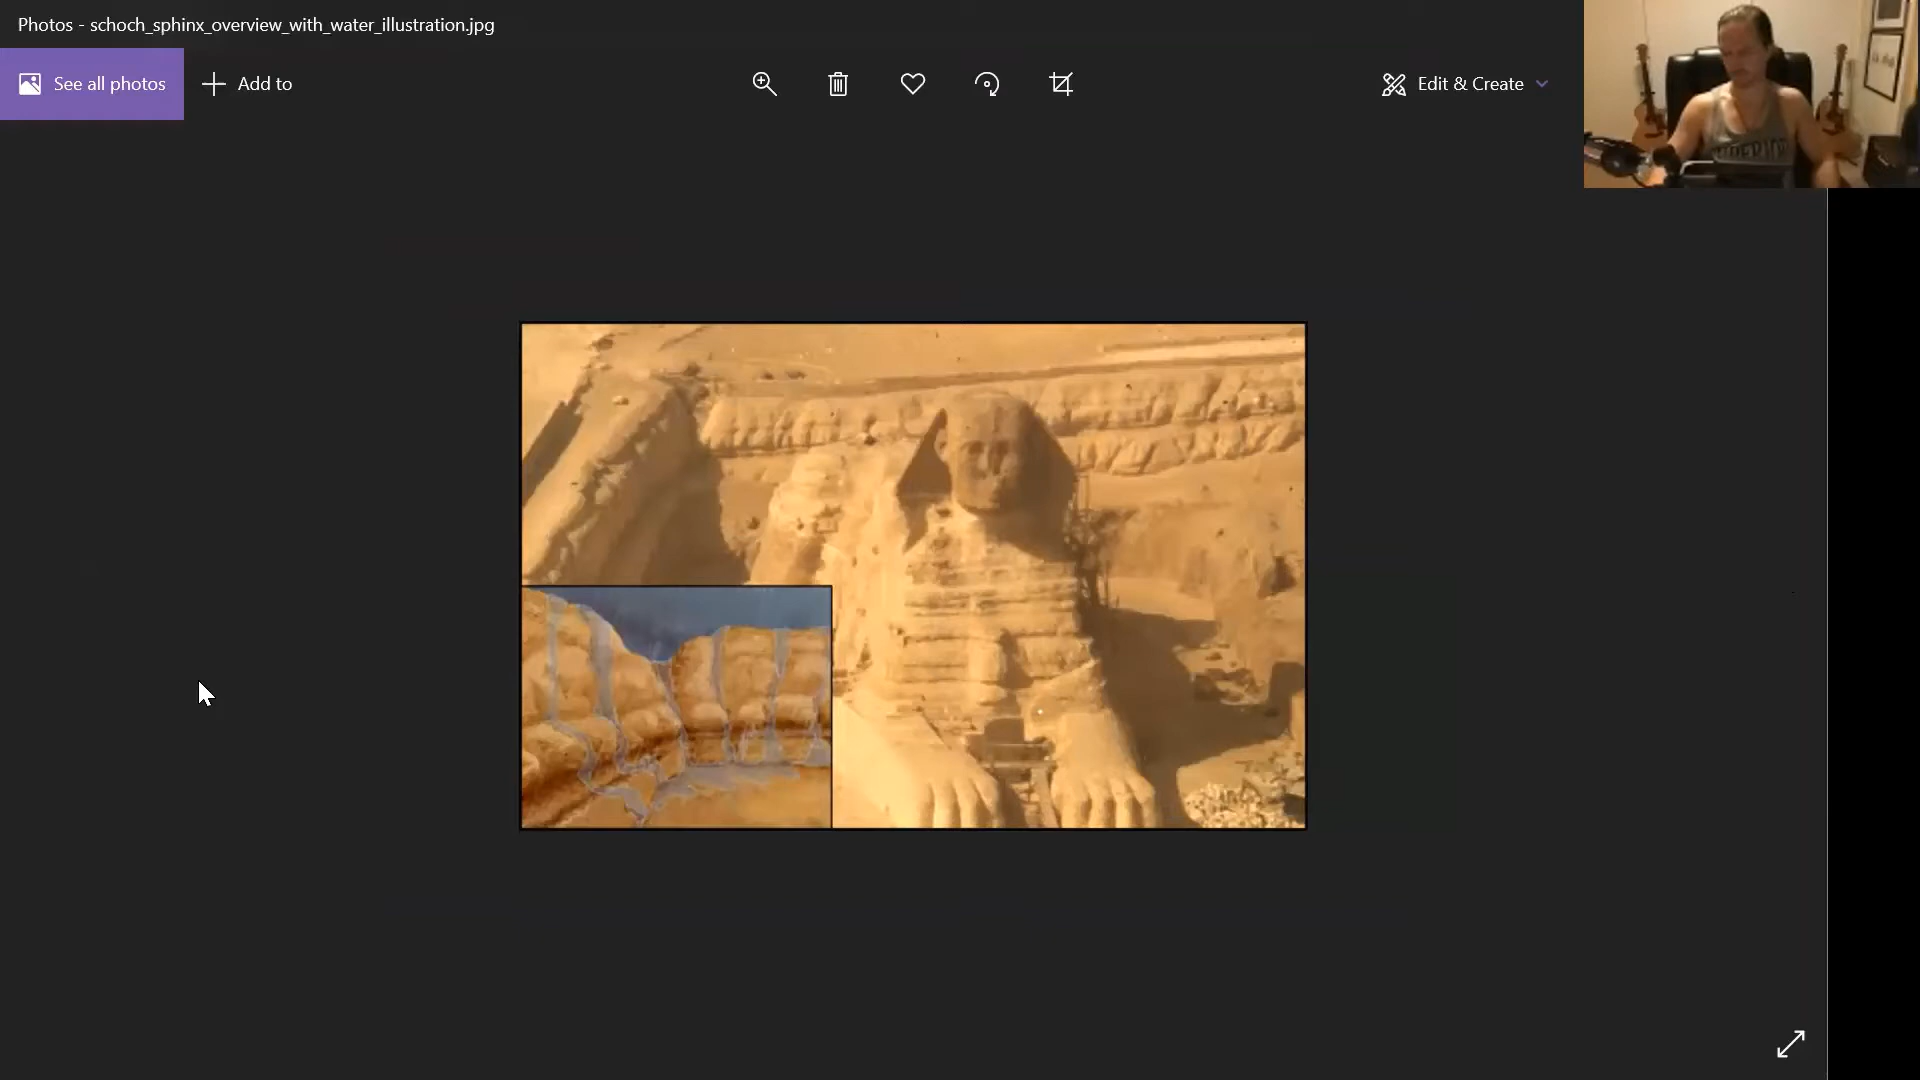 Photos - schoch_sphinx_overview_with_water_illustration.jpg
See all photos
Add to
Edit & Create